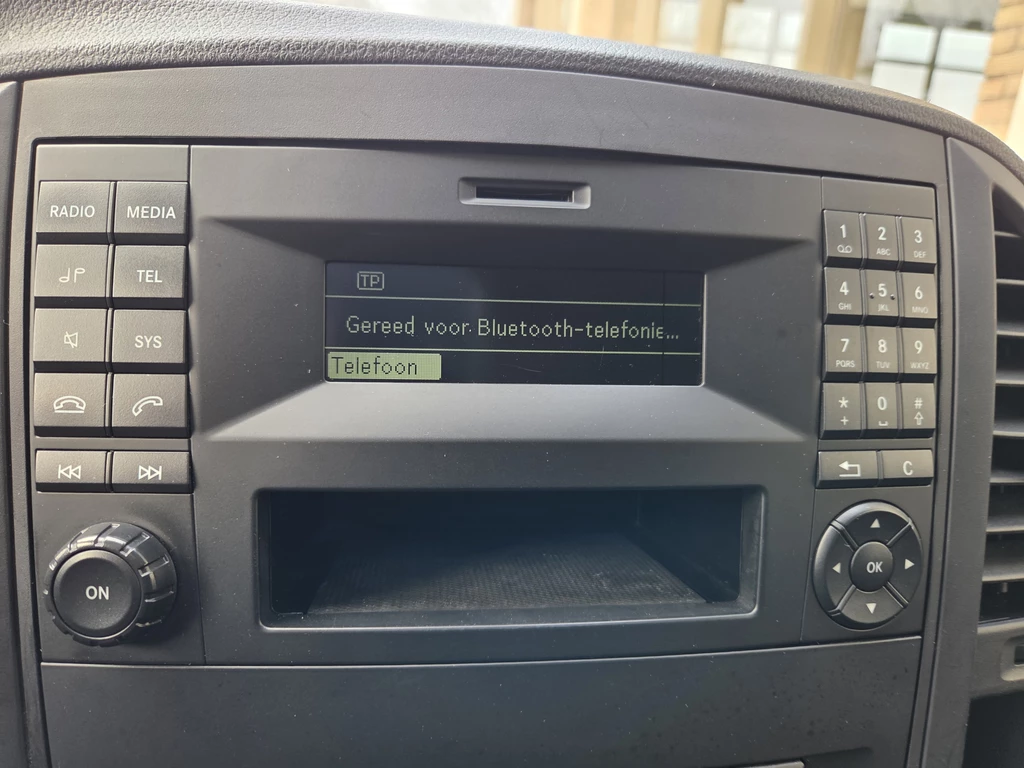 RADIO MEDIA
TEL
SYS
ON
TP
Gereed voor Bluetooth-telefonie...
Telefoon
1 2 ABC 3 DEF
4 GHI 5 JKL 6 MNO
7 PQRS 8 TUV 9 WXYZ
* + 0 #
C
OK